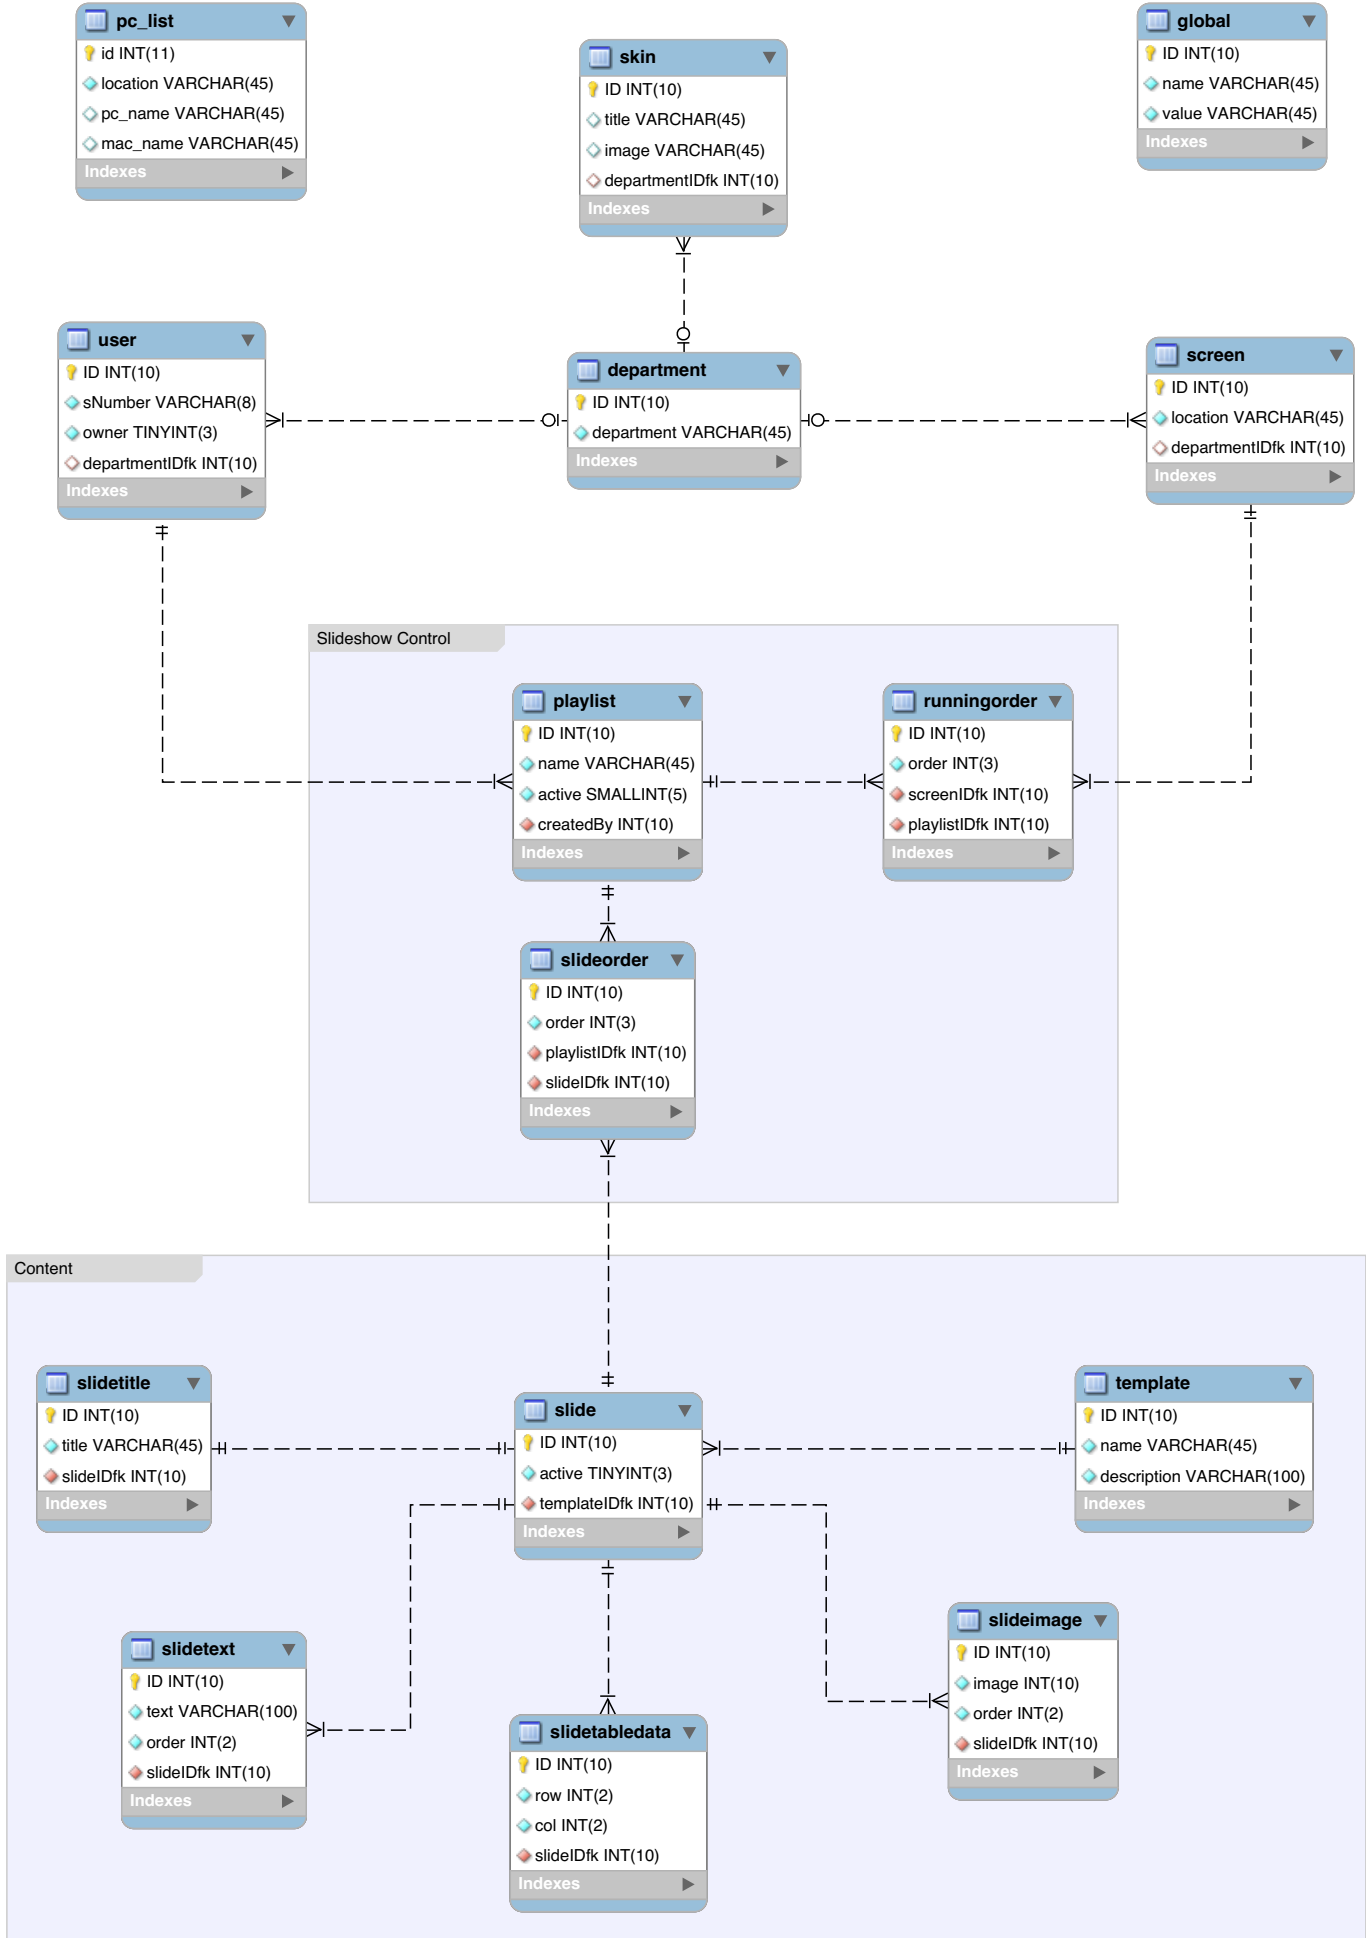 pc_list
id INT(11)
location VARCHAR(45)
pc_name VARCHAR(45)
mac_name VARCHAR(45)
Indexes
skin
ID INT(10)
title VARCHAR(45)
image VARCHAR(45)
departmentIDfk INT(10)
Indexes
global
ID INT(10)
name VARCHAR(45)
value VARCHAR(45)
Indexes
user
ID INT(10)
sNumber VARCHAR(8)
owner TINYINT(3)
departmentIDfk INT(10)
Indexes
department
ID INT(10)
department VARCHAR(45)
Indexes
screen
ID INT(10)
location VARCHAR(45)
departmentIDfk INT(10)
Indexes
Slideshow Control
playlist
ID INT(10)
name VARCHAR(45)
active SMALLINT(5)
createdBy INT(10)
Indexes
runningorder
ID INT(10)
order INT(3)
screenIDfk INT(10)
playlistIDfk INT(10)
Indexes
slideorder
ID INT(10)
order INT(3)
playlistIDfk INT(10)
slideIDfk INT(10)
Indexes
Content
slidetitle
ID INT(10)
title VARCHAR(45)
slideIDfk INT(10)
Indexes
slide
ID INT(10)
active TINYINT(3)
templateIDfk INT(10)
Indexes
template
ID INT(10)
name VARCHAR(45)
description VARCHAR(100)
Indexes
slidetext
ID INT(10)
text VARCHAR(100)
order INT(2)
slideIDfk INT(10)
Indexes
slidetabledata
ID INT(10)
row INT(2)
col INT(2)
slideIDfk INT(10)
Indexes
slideimage
ID INT(10)
image INT(10)
order INT(2)
slideIDfk INT(10)
Indexes